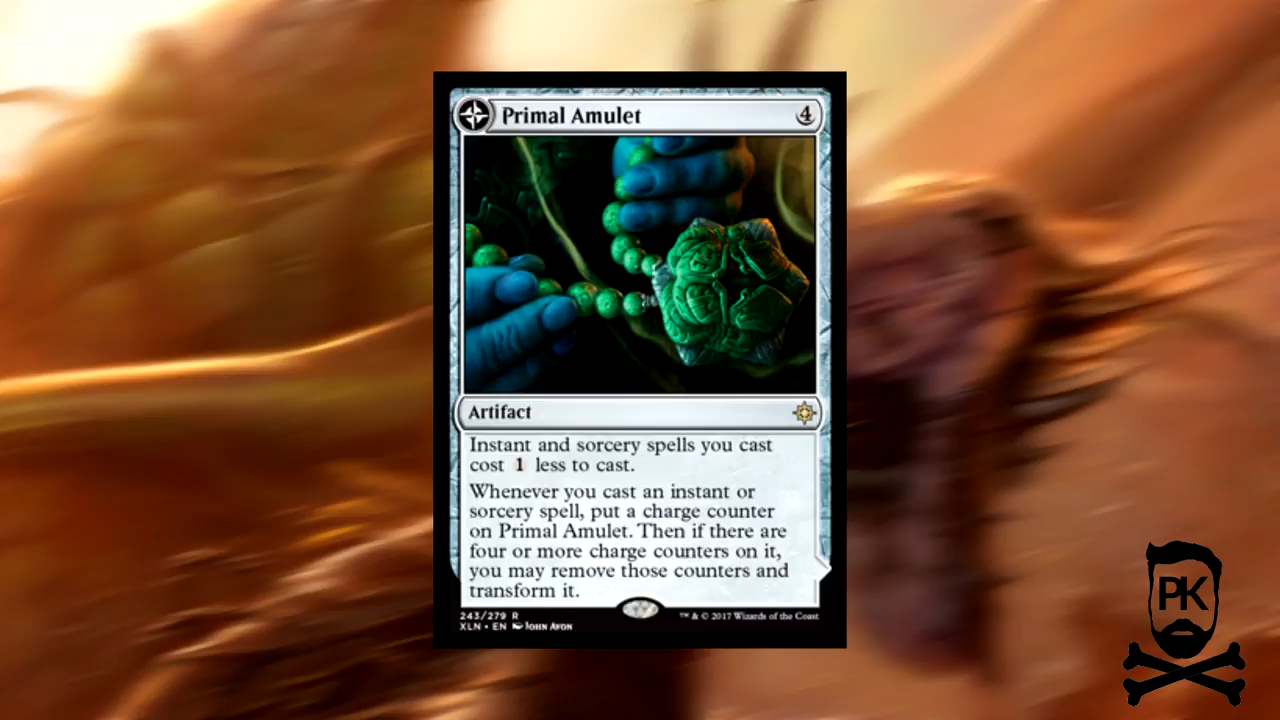 Primal Amulet 4
Artifact
Instant and sorcery spells you cast
cost 1 less to cast.
Whenever you cast an instant or
sorcery spell, put a charge counter
on Primal Amulet. Then if there are
four or more charge counters on it,
you may remove those counters and
transform it.
243/279 R
XLN • EN John Avon
™ & © 2017 Wizards of the Coast
PK